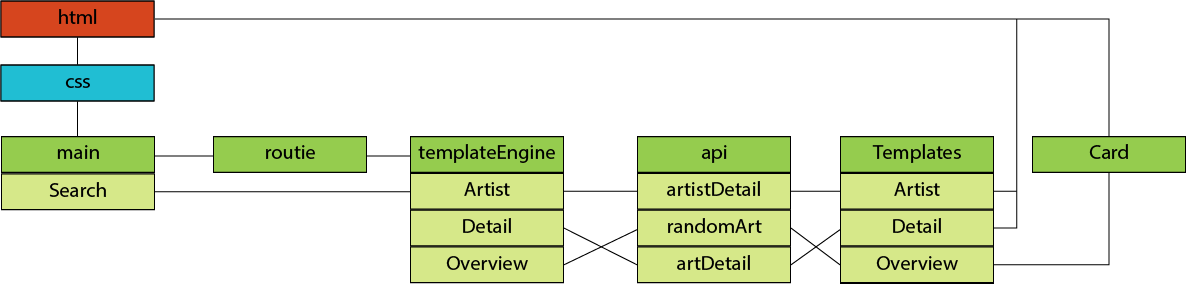 html
css
main
Search
routie
templateEngine
Artist
Detail
Overview
api
artistDetail
randomArt
artDetail
Templates
Artist
Detail
Overview
Card